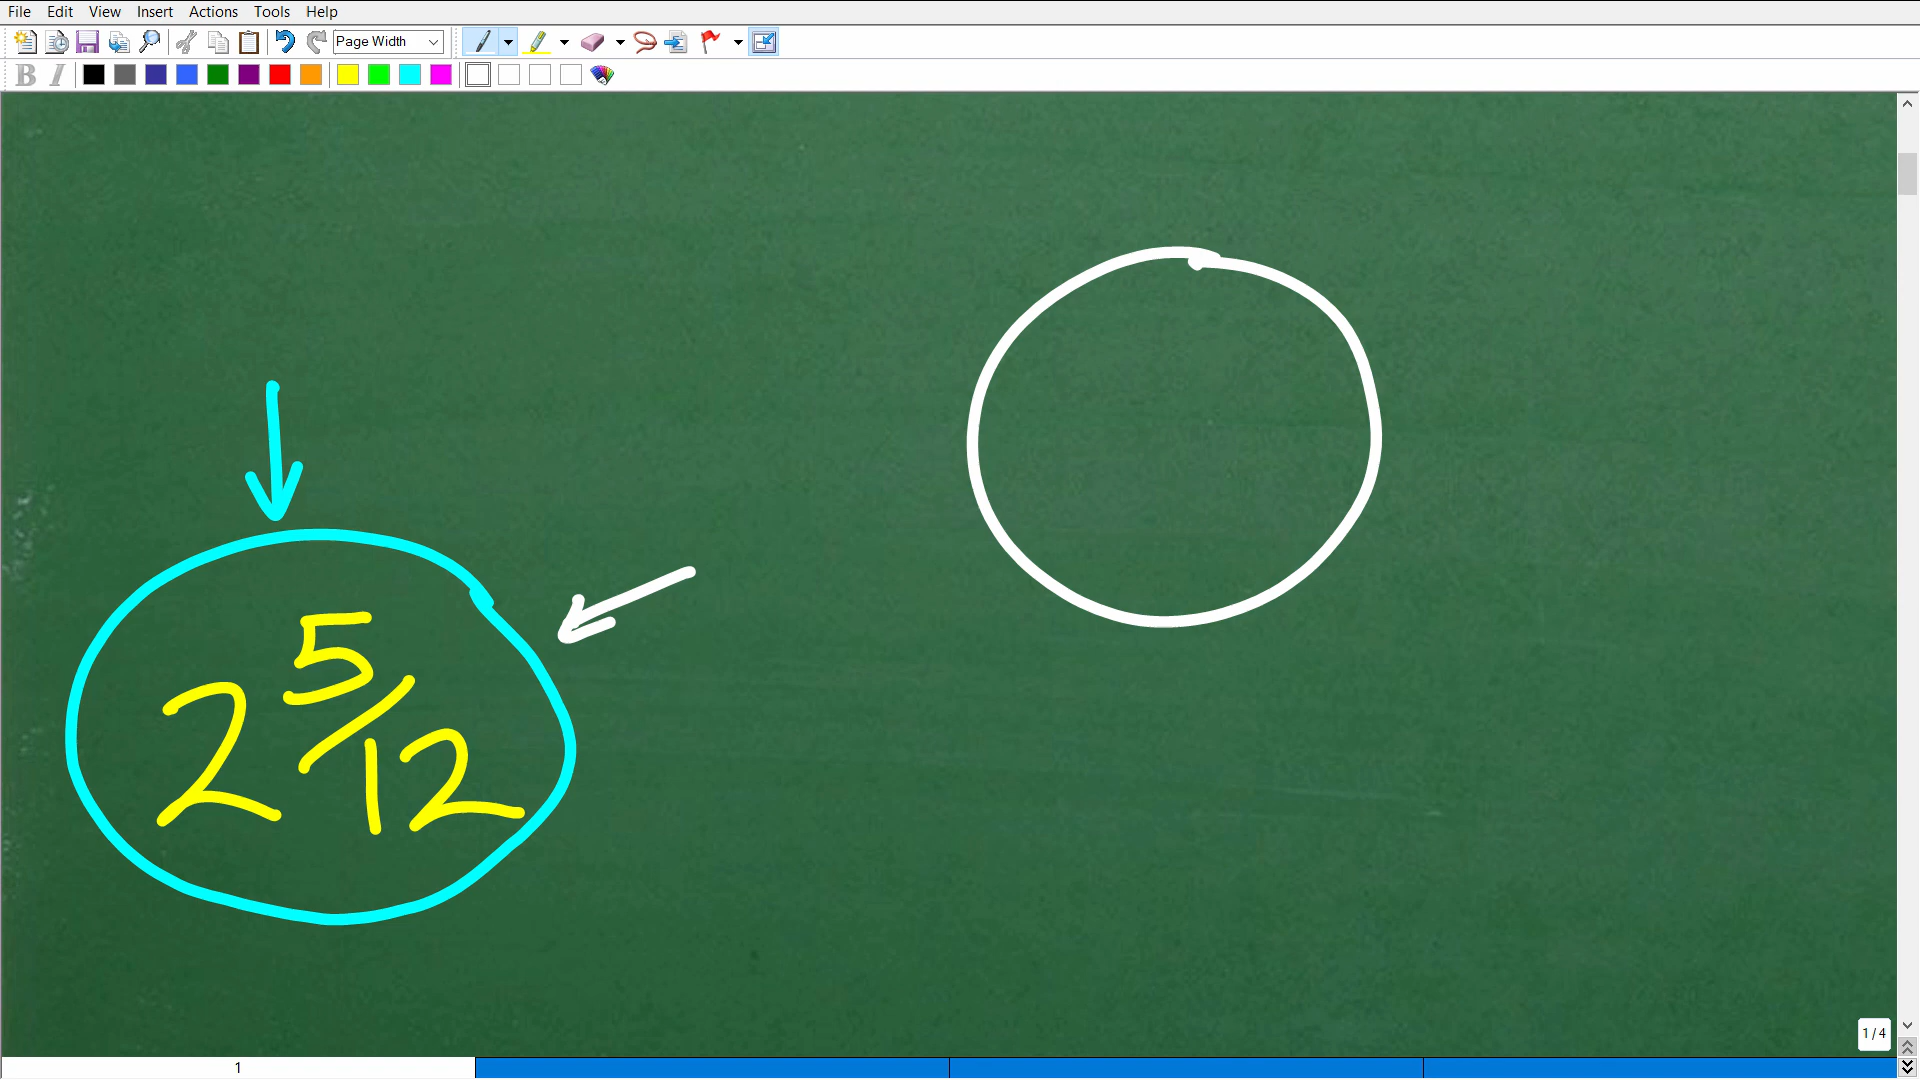 File Edit View Insert Actions Tools Help
Page Width
B I
2 5/12
1 / 4
1